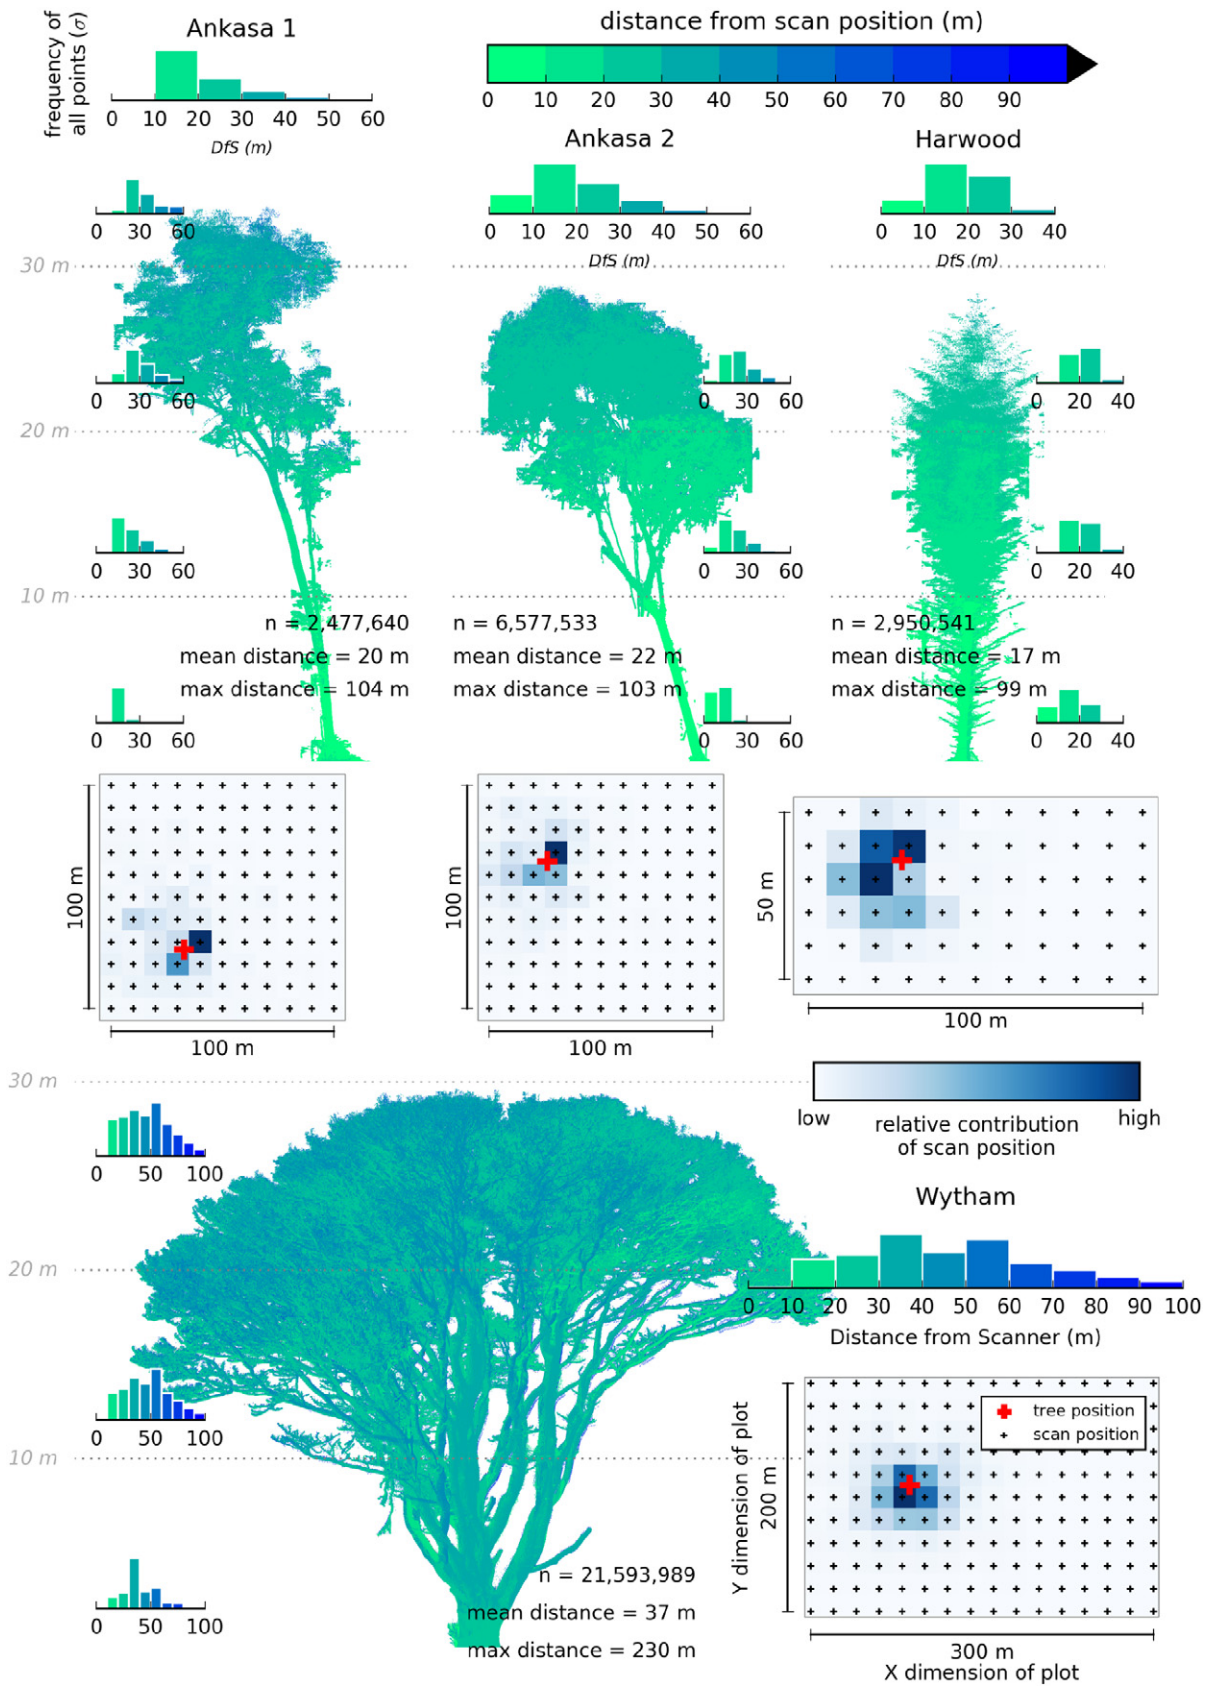 frequency of
all points (σ)
Ankasa 1
0 10 20 30 40 50 60
DfS (m)
distance from scan position (m)
0 10 20 30 40 50 60 70 80 90
Ankasa 2
0 10 20 30 40 50 60
DfS (m)
Harwood
0 10 20 30 40
DfS (m)
0 30 60
30 m
0 30 60
0 30 60
0 20 40
20 m
0 30 60
0 30 60
0 20 40
10 m
n = 2,477,640
mean distance = 20 m
max distance = 104 m
n = 6,577,533
mean distance = 22 m
max distance = 103 m
n = 2,950,541
mean distance = 17 m
max distance = 99 m
0 30 60
0 30 60
0 20 40
100 m
100 m
100 m
100 m
50 m
100 m
low
high
relative contribution
of scan position
30 m
0 50 100
20 m
Wytham
0 10 20 30 40 50 60 70 80 90 100
Distance from Scanner (m)
0 50 100
10 m
0 50 100
n = 21,593,989
mean distance = 37 m
max distance = 230 m
tree position
scan position
Y dimension of plot
200 m
300 m
X dimension of plot